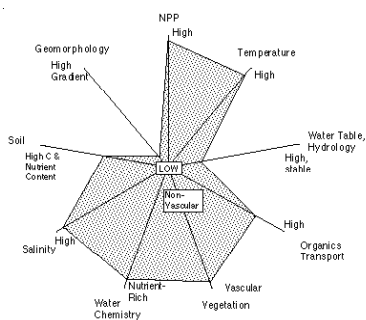 NPP
High
Geomorphology
High
Gradient
Temperature
High
Soil
High C &
Nutrient
Content
Water Table,
Hydrology
High,
stable
LOW
Non-
Vascular
High
Salinity
High
Organics
Transport
Nutrient-
Rich
Water
Chemistry
Vascular
Vegetation